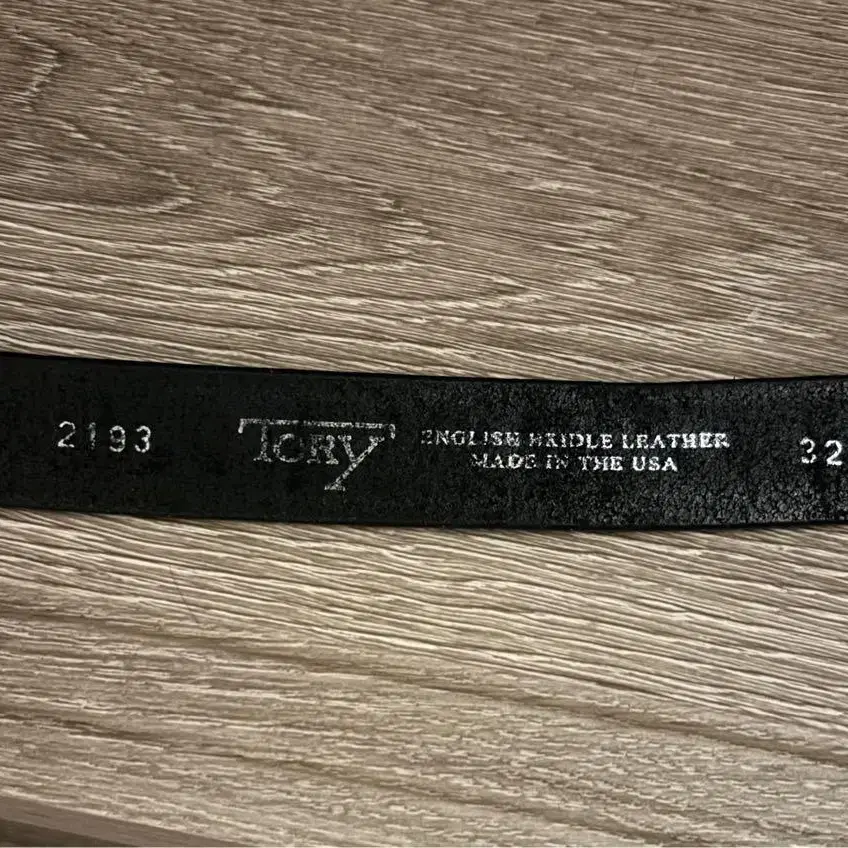 2193 TORY ENGLISH BRIDLE LEATHER 32
MADE IN THE USA